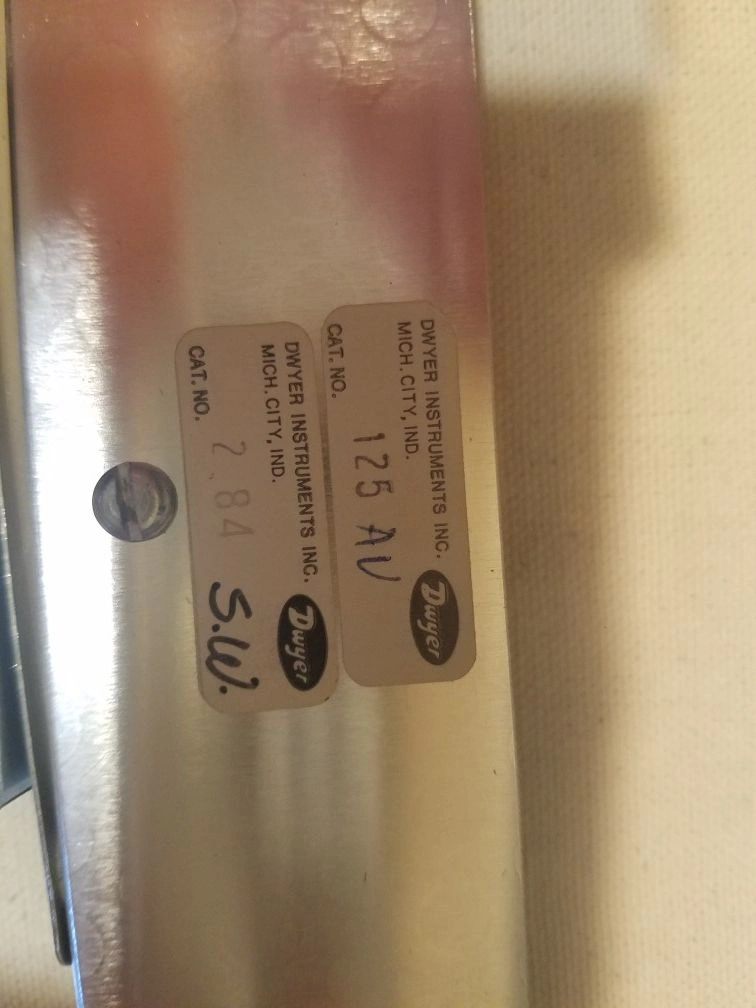 DWYER INSTRUMENTS INC.
MICH. CITY, IND.
Dwyer
CAT. NO. 125 AV
DWYER INSTRUMENTS INC.
MICH. CITY, IND.
Dwyer
CAT. NO. 2.84 S.W.